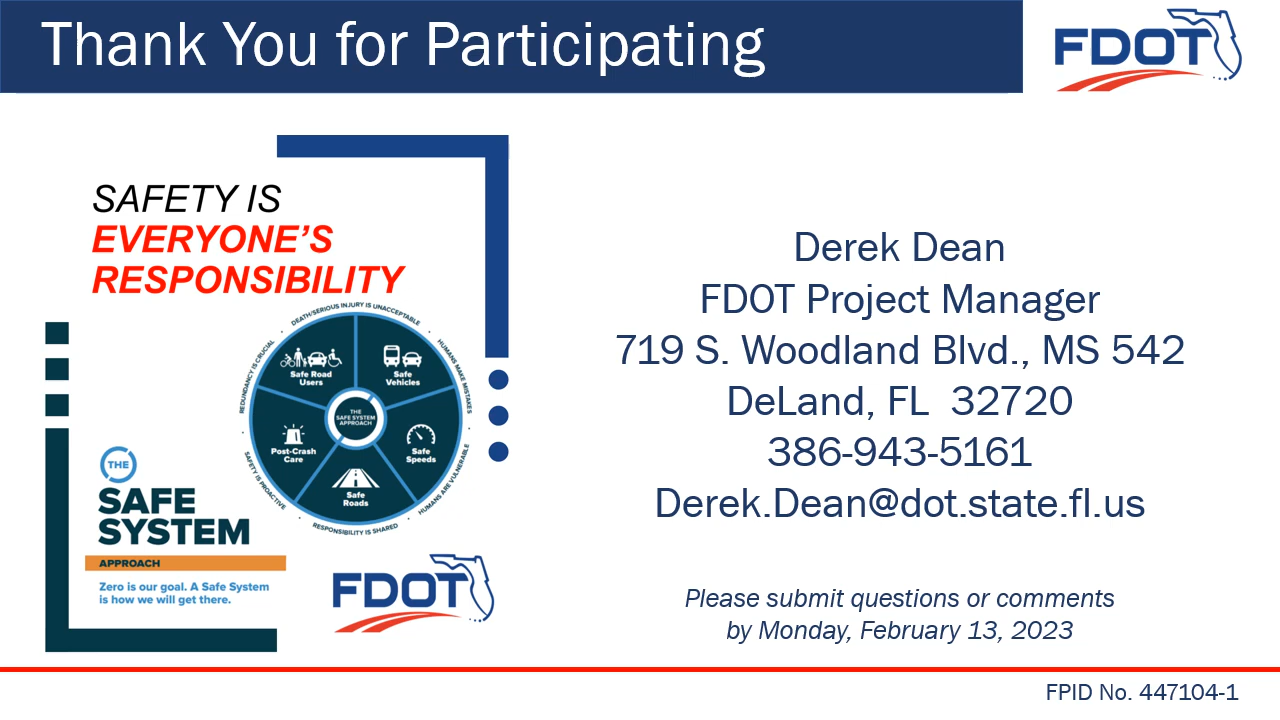 Thank You for Participating
FDOT
SAFETY IS
EVERYONE'S
RESPONSIBILITY
DEATH/SERIOUS INJURY IS UNACCEPTABLE
HUMANS MAKE MISTAKES
HUMANS ARE VULNERABLE
RESPONSIBILITY IS SHARED
SAFETY IS PROACTIVE
REDUNDANCY IS CRUCIAL
Safe Road
Users
Safe
Vehicles
THE
SAFE SYSTEM
APPROACH
Post-Crash
Care
Safe
Speeds
Safe
Roads
THE
SAFE
SYSTEM
APPROACH
Zero is our goal. A Safe System
is how we will get there.
FDOT
Derek Dean
FDOT Project Manager
719 S. Woodland Blvd., MS 542
DeLand, FL  32720
386-943-5161
Derek.Dean@dot.state.fl.us
Please submit questions or comments
by Monday, February 13, 2023
FPID No. 447104-1